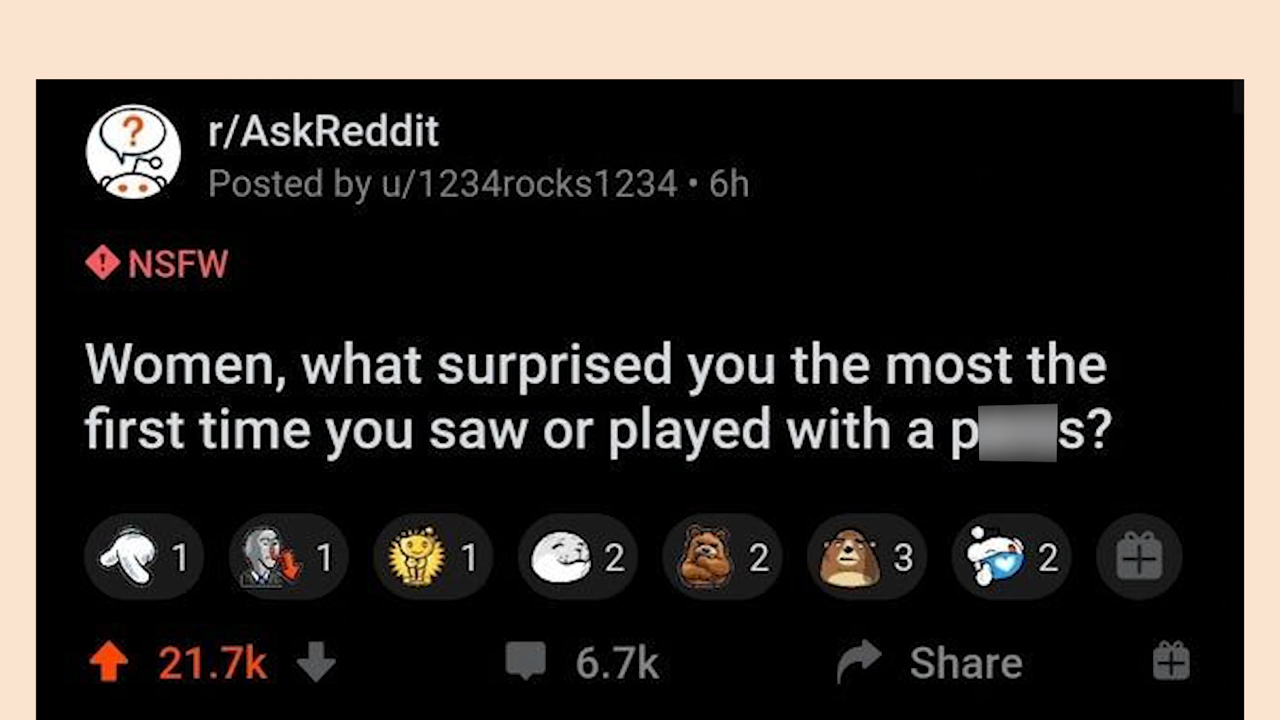 ?
r/AskReddit
Posted by u/1234rocks1234 • 6h
NSFW
Women, what surprised you the most the
first time you saw or played with a p s?
1 1 1 2 2 3 2
21.7k 6.7k Share